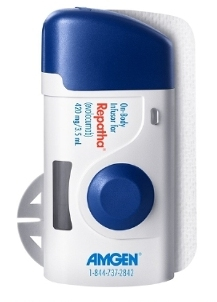 On-Body
Infusor for
Repatha®
(evolocumab)
420 mg/3.5 mL
AMGEN®
1-844-737-2842